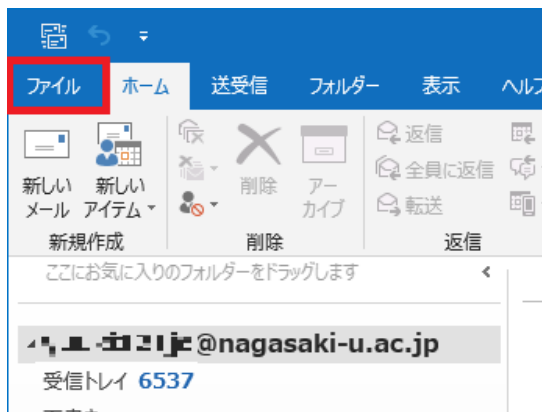 ファイル ホーム 送受信 フォルダー 表示
新しい 新しい 削除 アー 返信
メール アイテム カイブ 全員に返信
転送
新規作成 削除 返信
ここにお気に入りのフォルダーをドラッグします
@nagasaki-u.ac.jp
受信トレイ 6537